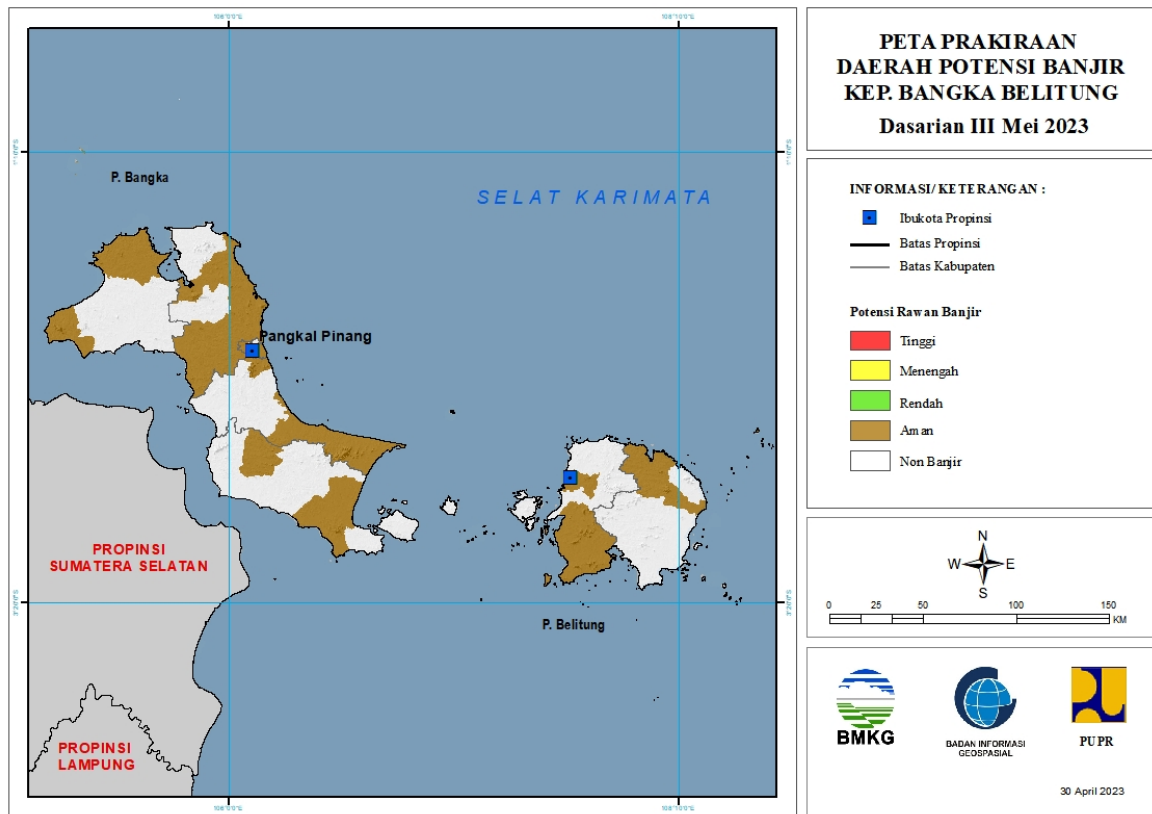 PETA PRAKIRAAN
DAERAH POTENSI BANJIR
KEP. BANGKA BELITUNG
Dasarian III Mei 2023
P. Bangka
SELAT KARIMATA
Pangkal Pinang
PROPINSI
SUMATERA SELATAN
P. Belitung
PROPINSI
LAMPUNG
INFORMASI/ KETERANGAN :
Ibukota Propinsi
Batas Propinsi
Batas Kabupaten
Potensi Rawan Banjir
Tinggi
Menengah
Rendah
Aman
Non Banjir
N
W
E
S
0 25 50 100 150
KM
BMKG
BADAN INFORMASI
GEOSPASIAL
PUPR
30 April 2023